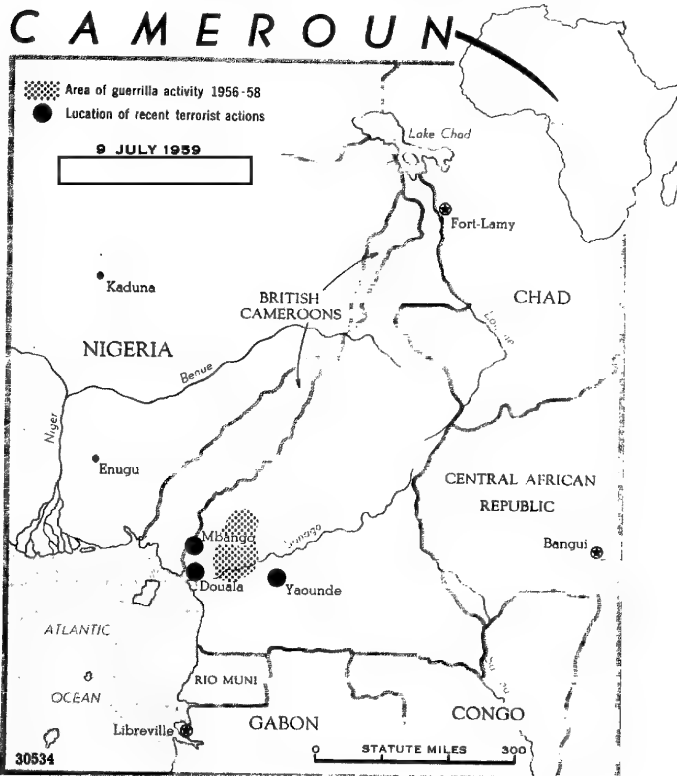 CAMEROUN
Area of guerrilla activity 1956-58
Location of recent terrorist actions
9 JULY 1959
Lake Chad
Fort-Lamy
Kaduna
BRITISH
CAMEROONS
CHAD
NIGERIA
Benue
Niger
Enugu
CENTRAL AFRICAN
REPUBLIC
Mbanga
Bangui
Douala
Yaounde
ATLANTIC
OCEAN
RIO MUNI
Libreville
GABON
CONGO
30534
0 STATUTE MILES 300